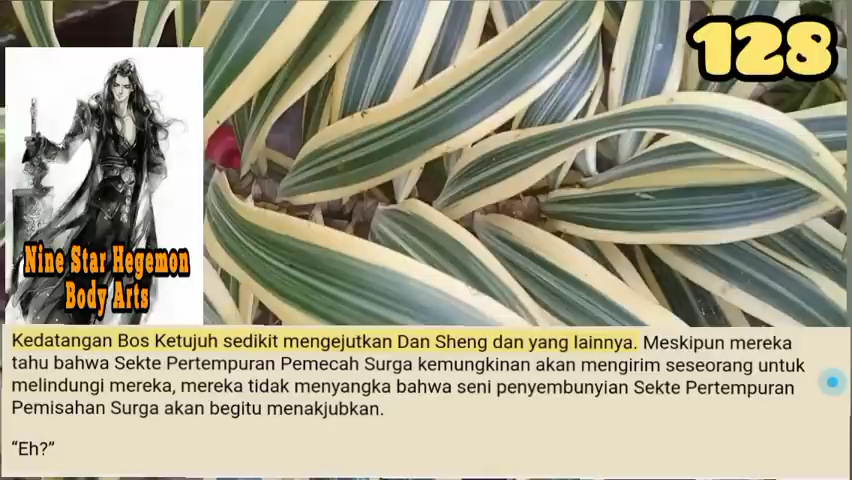 128
Nine Star Hegemon
Body Arts
Kedatangan Bos Ketujuh sedikit mengejutkan Dan Sheng dan yang lainnya. Meskipun mereka
tahu bahwa Sekte Pertempuran Pemecah Surga kemungkinan akan mengirim seseorang untuk
melindungi mereka, mereka tidak menyangka bahwa seni penyembunyian Sekte Pertempuran
Pemisahan Surga akan begitu menakjubkan.
“Eh?”